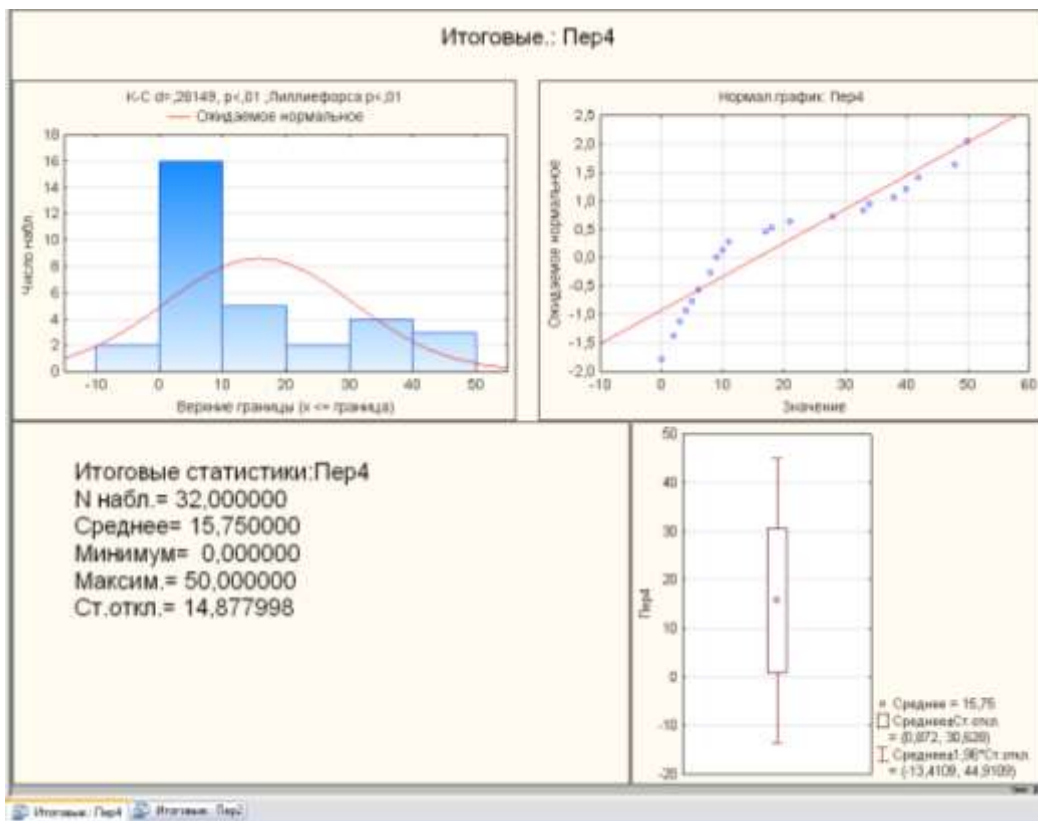 Итоговые.: Пер4
К-С d=,28149, p<,01 ,Лиллиефорса p<,01
Ожидаемое нормальное
Число набл
18
16
14
12
10
8
6
4
2
0
-10 0 10 20 30 40 50
Верхние границы (x <= граница)
Нормал.график: Пер4
Ожидаемое нормальное
2,5
2,0
1,5
1,0
0,5
0,0
-0,5
-1,0
-1,5
-2,0
-10 0 10 20 30 40 50 60
Значение
Итоговые статистики:Пер4
N набл.= 32,000000
Среднее= 15,750000
Минимум= 0,000000
Максим.= 50,000000
Ст.откл.= 14,877998
Пер4
50
40
30
20
10
0
-10
-20
Среднее = 15,75
Среднее±Ст.откл.
= (0,872, 30,628)
Среднее±1,96*Ст.откл.
= (-13,4109, 44,9109)
Итоговые.: Пер4 Итоговые.: Пер2